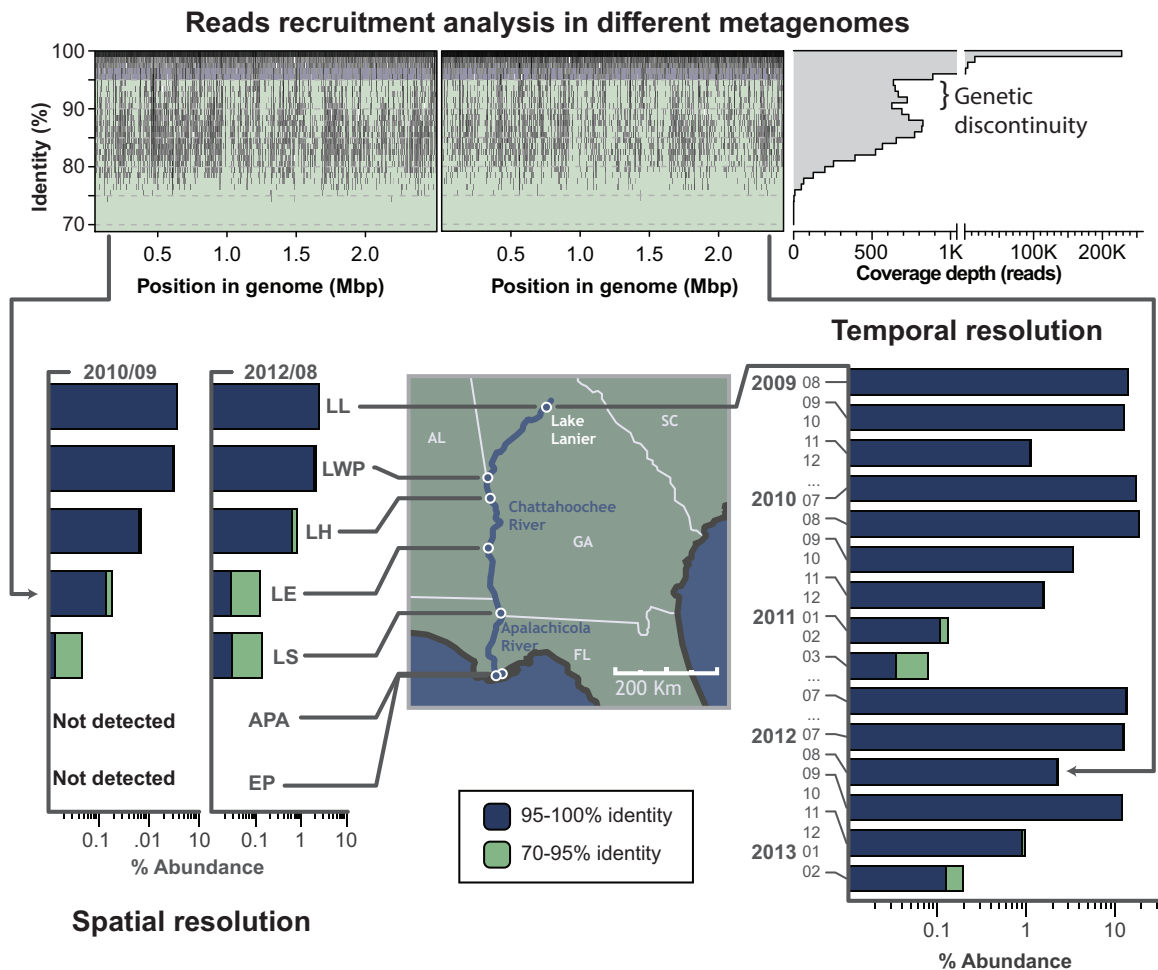 Reads recruitment analysis in different metagenomes
Identity (%)
100
90
80
70
0.5 1.0 1.5 2.0
0.5 1.0 1.5 2.0
Position in genome (Mbp)
Position in genome (Mbp)
} Genetic
discontinuity
0 500 1K 100K 200K
Coverage depth (reads)
Temporal resolution
2010/09
2012/08
LL
LWP
LH
LE
LS
APA
EP
Not detected
Not detected
0.1 .01 10
0.1 1 10
% Abundance
Spatial resolution
AL
SC
Lake
Lanier
Chattahoochee
River
GA
Apalachicola
River
FL
200 Km
95-100% identity
70-95% identity
2009 08
09
10
11
12
...
2010 07
08
09
10
11
12
2011 01
02
03
...
07
...
2012 07
08
09
10
11
12
2013 01
02
0.1 1 10
% Abundance